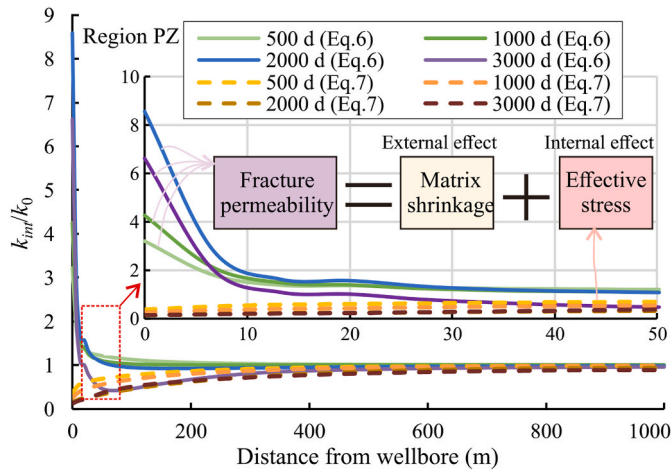 Region PZ
500 d (Eq.6)
1000 d (Eq.6)
2000 d (Eq.6)
3000 d (Eq.6)
500 d (Eq.7)
1000 d (Eq.7)
2000 d (Eq.7)
3000 d (Eq.7)
External effect
Internal effect
Fracture
permeability
=
Matrix
shrinkage
+
Effective
stress
10
8
6
4
2
0
0 10 20 30 40 50
k_int/k_0
9
8
7
6
5
4
3
2
1
0
0 200 400 600 800 1000
Distance from wellbore (m)